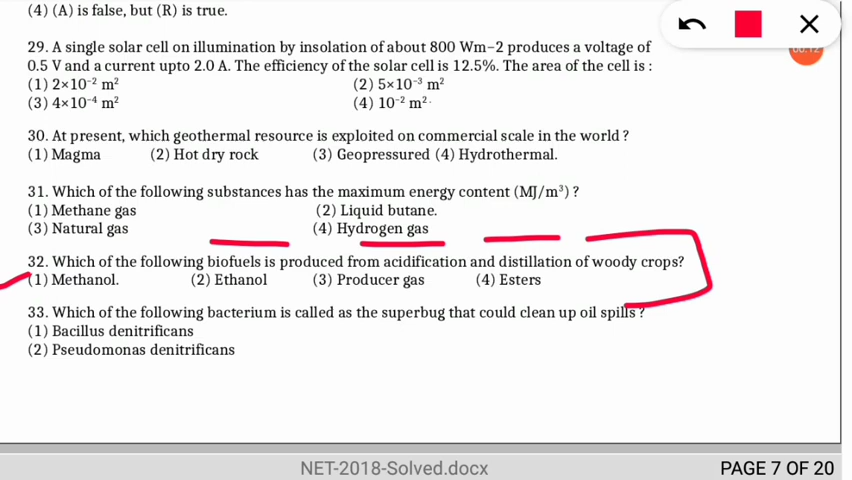 (4) (A) is false, but (R) is true.
29. A single solar cell on illumination by insolation of about 800 Wm−2 produces a voltage of
0.5 V and a current upto 2.0 A. The efficiency of the solar cell is 12.5%. The area of the cell is :
(1) 2×10⁻² m² (2) 5×10⁻³ m²
(3) 4×10⁻⁴ m² (4) 10⁻² m².
30. At present, which geothermal resource is exploited on commercial scale in the world ?
(1) Magma (2) Hot dry rock (3) Geopressured (4) Hydrothermal.
31. Which of the following substances has the maximum energy content (MJ/m³) ?
(1) Methane gas (2) Liquid butane.
(3) Natural gas (4) Hydrogen gas
32. Which of the following biofuels is produced from acidification and distillation of woody crops?
(1) Methanol. (2) Ethanol (3) Producer gas (4) Esters
33. Which of the following bacterium is called as the superbug that could clean up oil spills ?
(1) Bacillus denitrificans
(2) Pseudomonas denitrificans
NET-2018-Solved.docx PAGE 7 OF 20